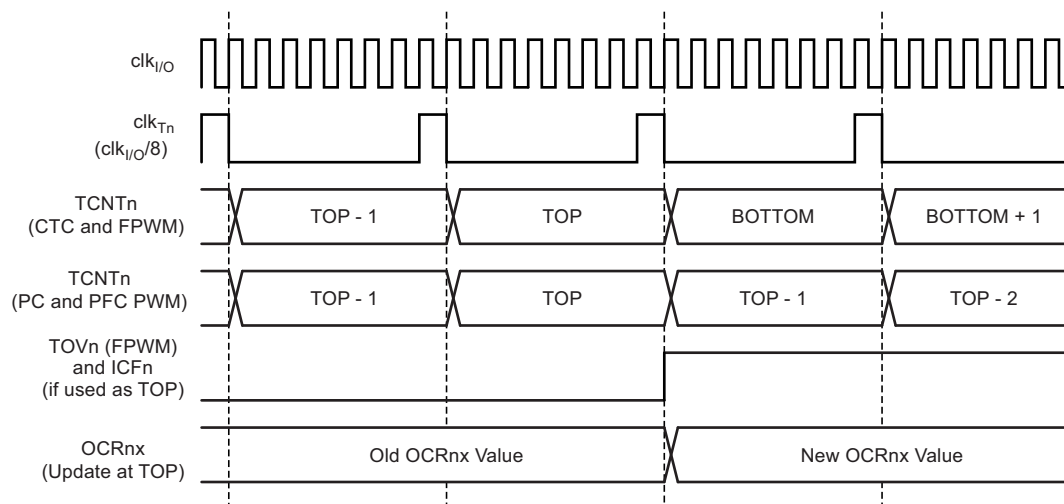 clkI/O
clkTn
(clkI/O/8)
TCNTn
(CTC and FPWM)
TOP - 1
TOP
BOTTOM
BOTTOM + 1
TCNTn
(PC and PFC PWM)
TOP - 1
TOP
TOP - 1
TOP - 2
TOVn (FPWM)
and ICFn
(if used as TOP)
OCRnx
(Update at TOP)
Old OCRnx Value
New OCRnx Value